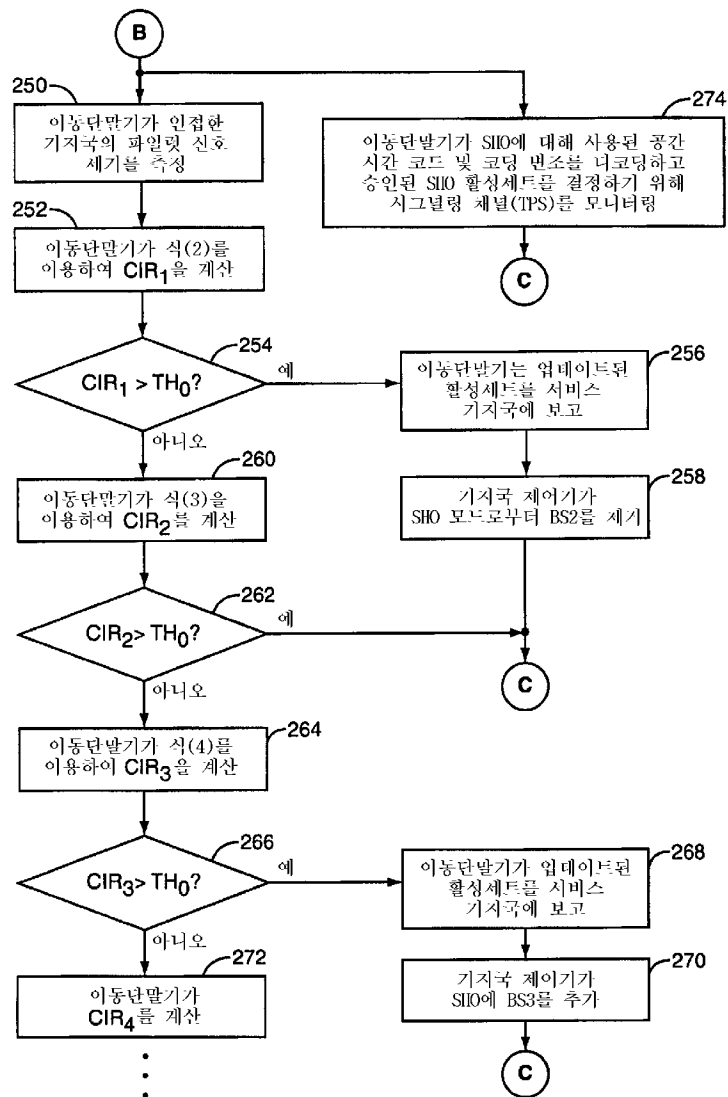 B
250
이동단말기가 인접한
기지국의 파일럿 신호
세기를 측정
274
이동단말기가 SHO에 대해 사용된 공간
시간 코드 및 코딩 변조를 디코딩하고
승인된 SHO 활성세트를 결정하기 위해
시그널링 채널(TPS)를 모니터링
C
252
이동단말기가 식(2)를
이용하여 CIR1을 계산
254
CIR1 > TH0?
예
아니오
256
이동단말기는 업데이트된
활성세트를 서비스
기지국에 보고
258
기지국 제어기가
SHO 모드로부터 BS2를 제거
260
이동단말기가 식(3)을
이용하여 CIR2를 계산
262
CIR2> TH0?
예
아니오
C
264
이동단말기가 식(4)를
이용하여 CIR3을 계산
266
CIR3> TH0?
예
아니오
268
이동단말기가 업데이트된
활성세트를 서비스
기지국에 보고
270
기지국 제어기가
SHO에 BS3를 추가
C
272
이동단말기가
CIR4를 계산